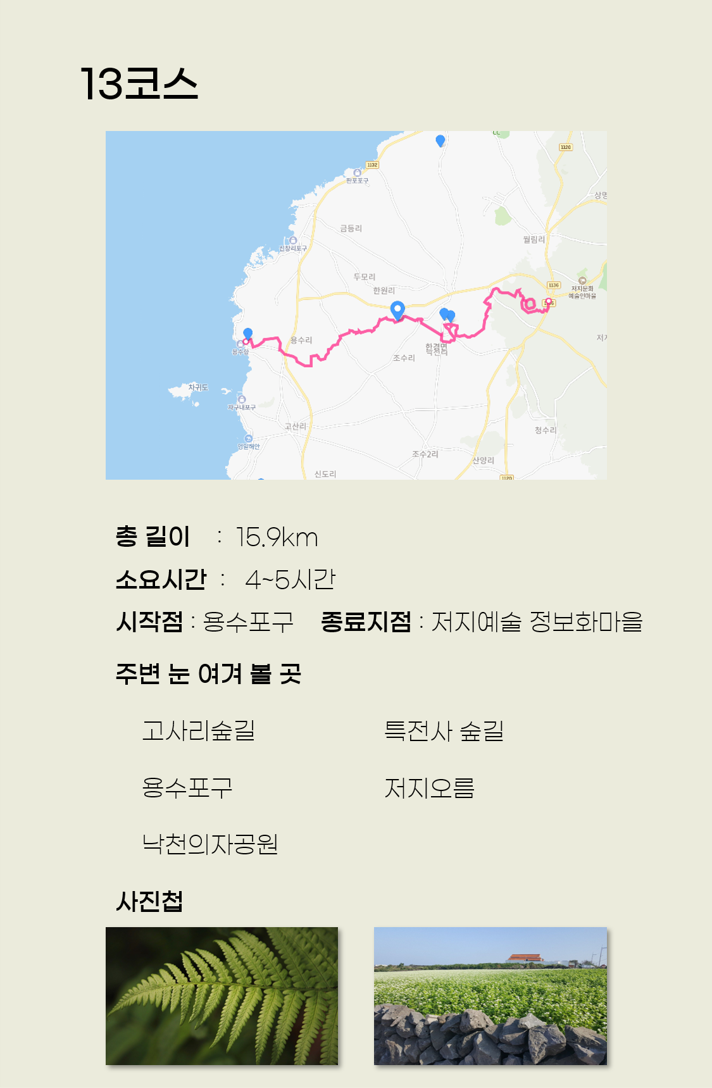 13코스
1132
판포포구
1136
상명
금등리
월림리
신창리포구
두모리
저지문화
예술인마을
한원리
1136
용수리
한경면
낙천리
조수리
저지
자구내포구
차귀도
고산리
청수리
조수2리
산양리
신도리
총 길이 : 15.9km
소요시간 : 4~5시간
시작점 : 용수포구 종료지점 : 저지예술 정보화마을
주변 눈 여겨 볼 곳
고사리숲길 특전사 숲길
용수포구 저지오름
낙천의자공원
사진첩